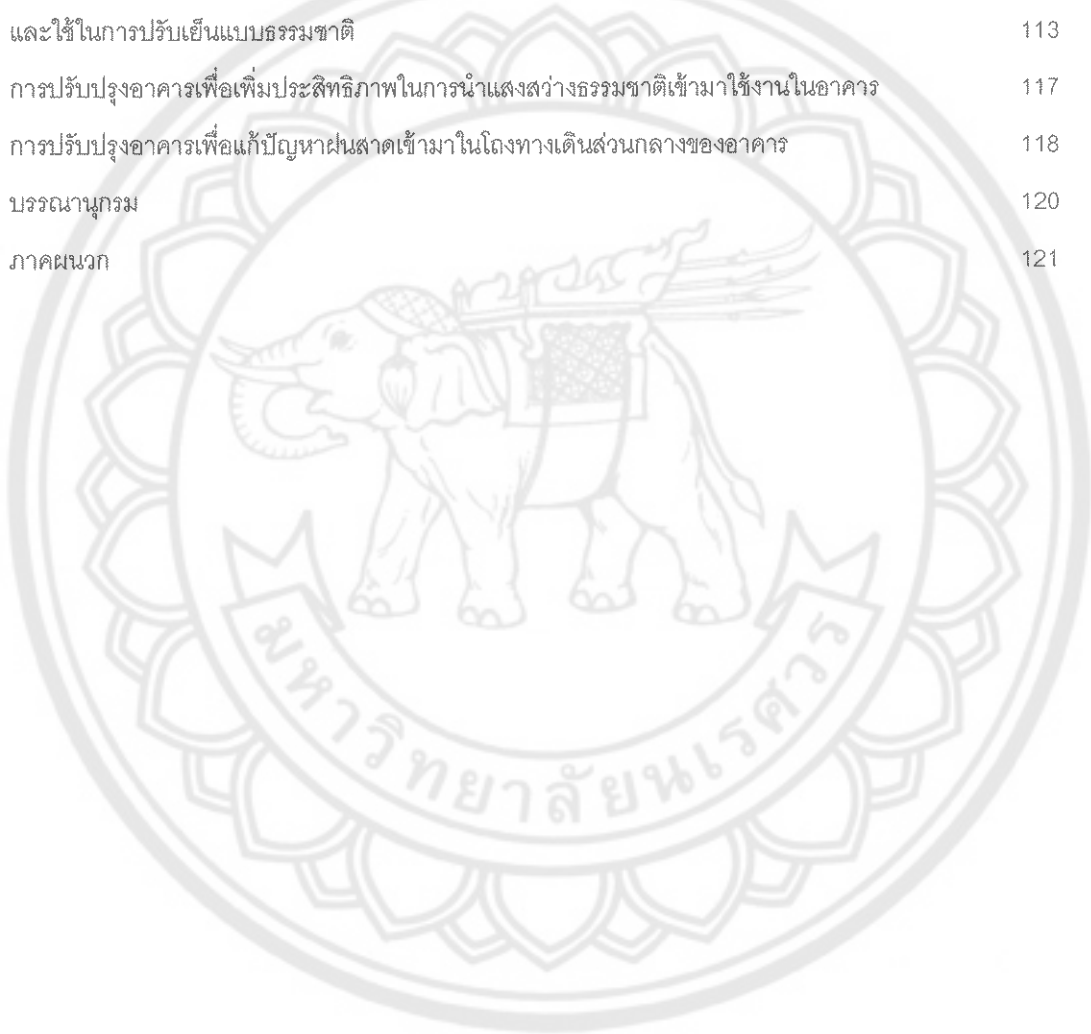 และใช้ในการปรับเย็นแบบธรรมชาติ 113
การปรับปรุงอาคารเพื่อเพิ่มประสิทธิภาพในการนำแสงสว่างธรรมชาติเข้ามาใช้งานในอาคาร 117
การปรับปรุงอาคารเพื่อแก้ปัญหาฝนสาดเข้ามาในโถงทางเดินส่วนกลางของอาคาร 118
บรรณานุกรม 120
ภาคผนวก 121
มหาวิทยาลัยนเรศวร